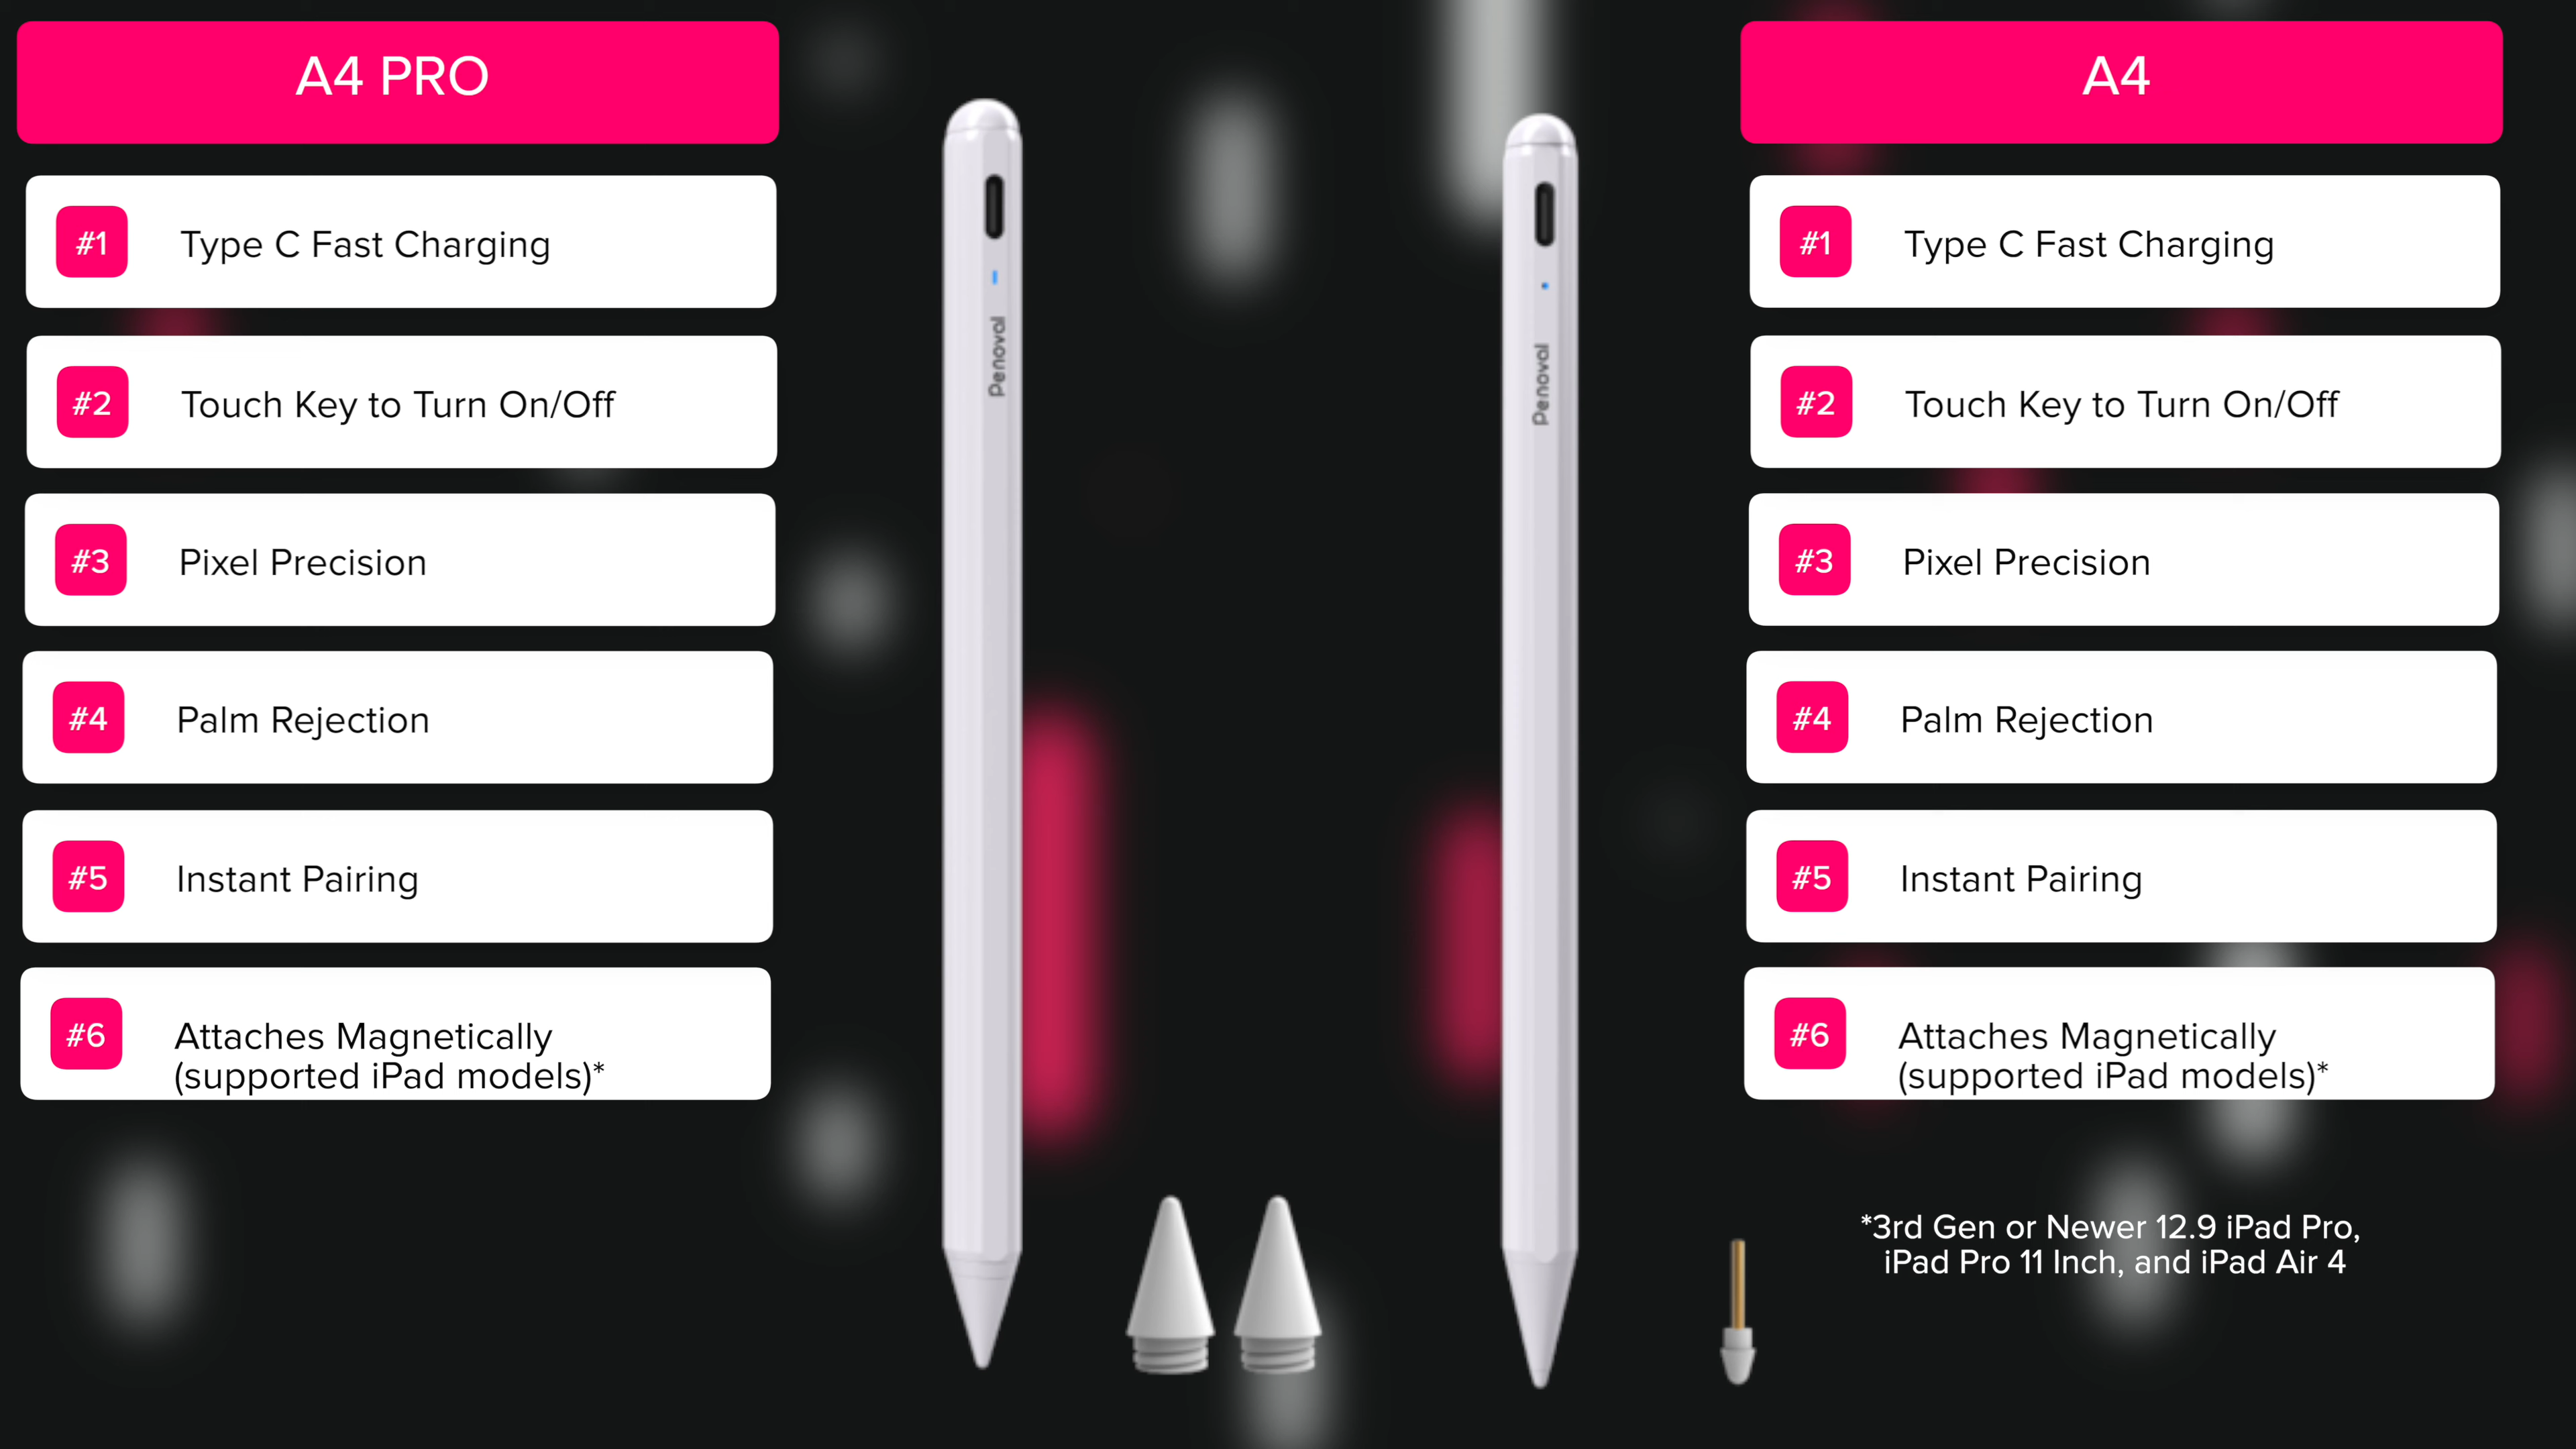 A4 PRO
#1 Type C Fast Charging
#2 Touch Key to Turn On/Off
#3 Pixel Precision
#4 Palm Rejection
#5 Instant Pairing
#6 Attaches Magnetically
(supported iPad models)*
Penoval
Penoval
A4
#1 Type C Fast Charging
#2 Touch Key to Turn On/Off
#3 Pixel Precision
#4 Palm Rejection
#5 Instant Pairing
#6 Attaches Magnetically
(supported iPad models)*
*3rd Gen or Newer 12.9 iPad Pro,
iPad Pro 11 Inch, and iPad Air 4